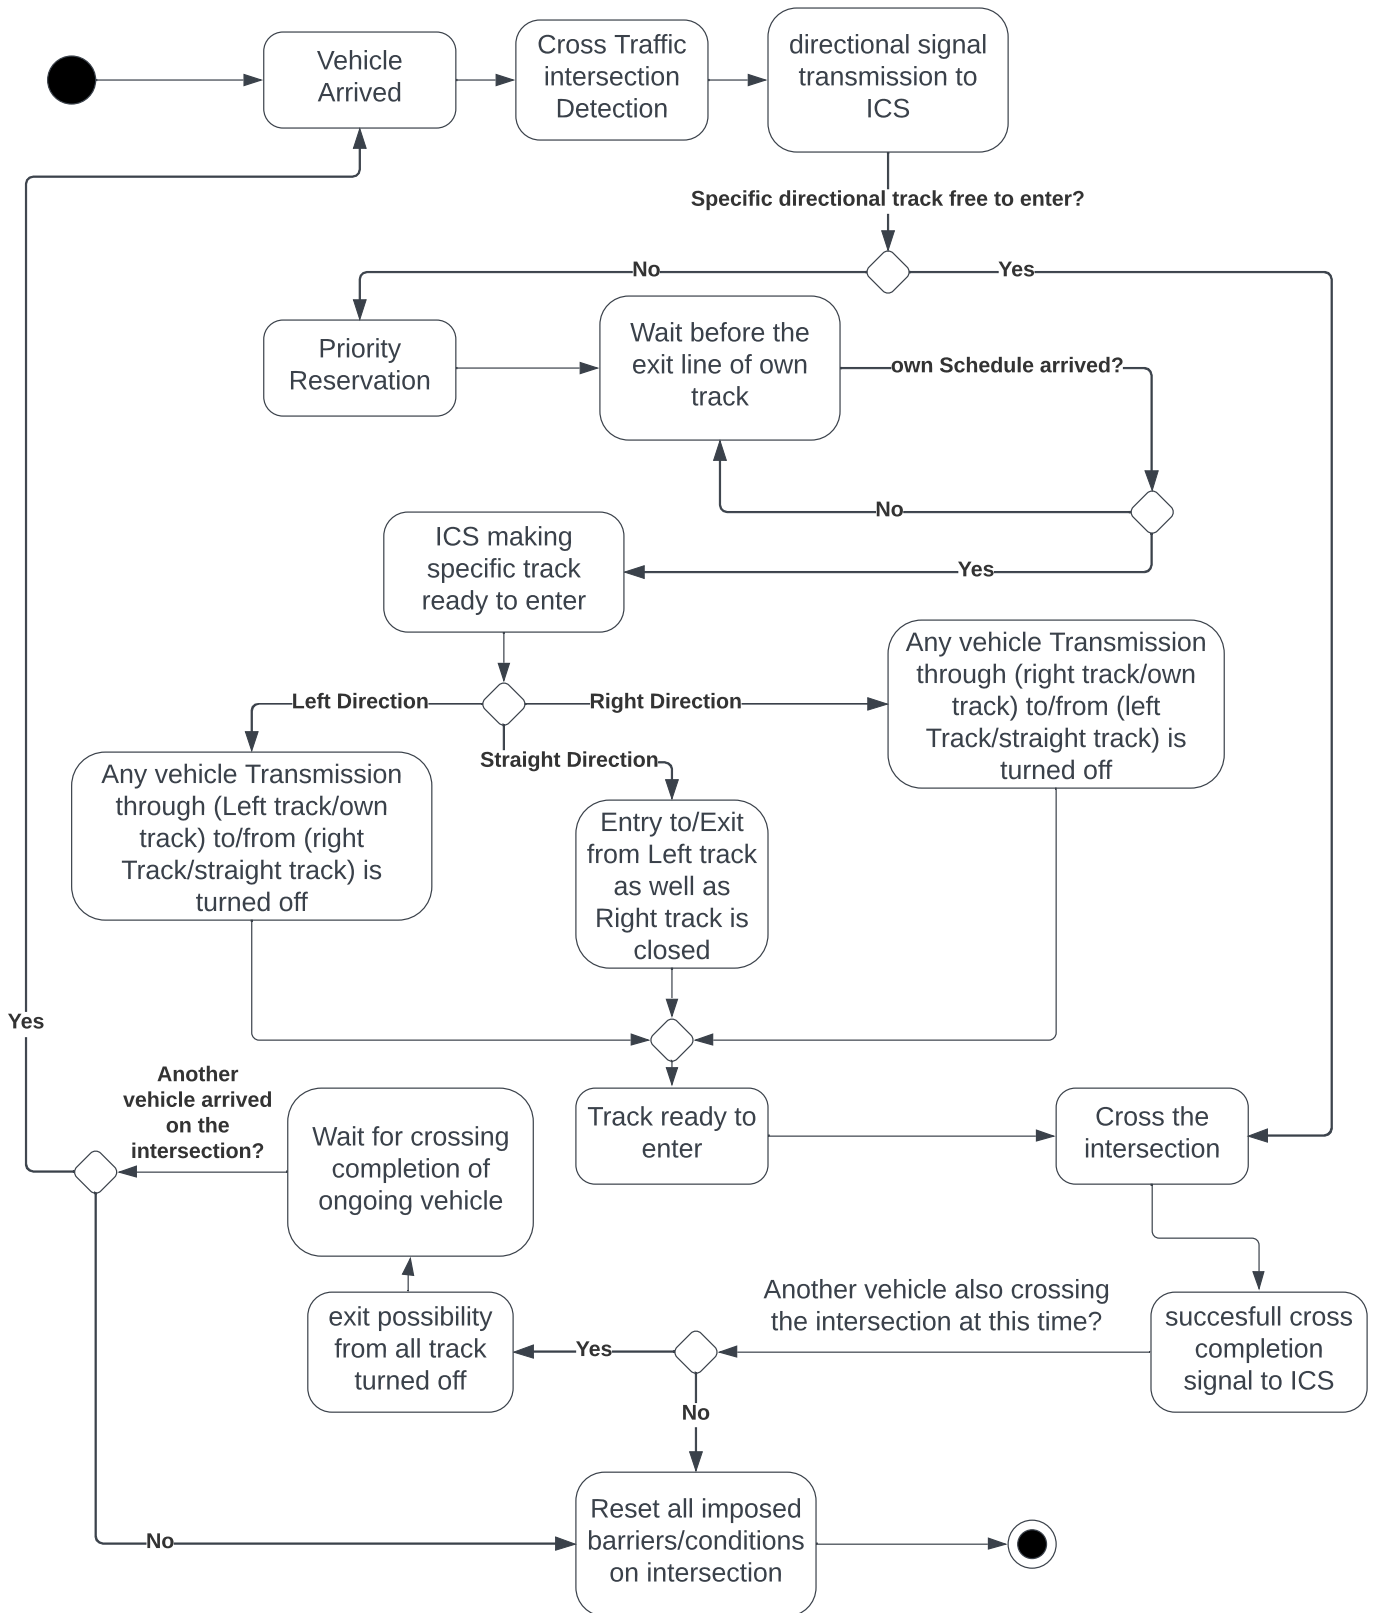 Vehicle
Arrived
Cross Traffic
intersection
Detection
directional signal
transmission to
ICS
Specific directional track free to enter?
No
Yes
Priority
Reservation
Wait before the
exit line of own
track
own Schedule arrived?
No
Yes
ICS making
specific track
ready to enter
Left Direction
Right Direction
Straight Direction
Any vehicle Transmission
through (right track/own
track) to/from (left
Track/straight track) is
turned off
Any vehicle Transmission
through (Left track/own
track) to/from (right
Track/straight track) is
turned off
Entry to/Exit
from Left track
as well as
Right track is
closed
Yes
Another
vehicle arrived
on the
intersection?
Wait for crossing
completion of
ongoing vehicle
Track ready to
enter
Cross the
intersection
exit possibility
from all track
turned off
Yes
Another vehicle also crossing
the intersection at this time?
succesfull cross
completion
signal to ICS
No
No
Reset all imposed
barriers/conditions
on intersection